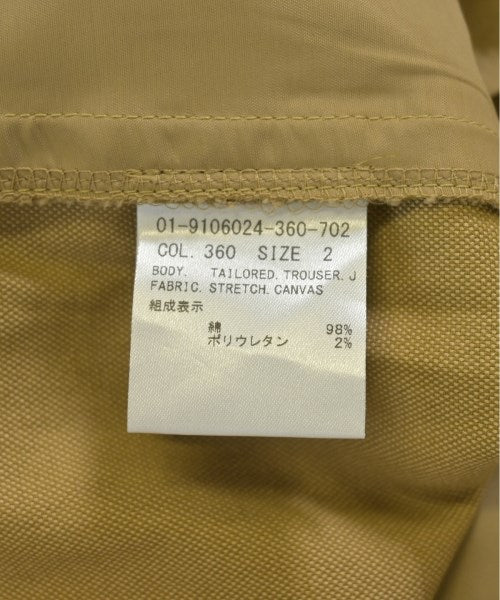 01-9106024-360-702
COL. 360 SIZE 2
BODY. TAILORED. TROUSER. J
FABRIC. STRETCH. CANVAS
組成表示
綿 98%
ポリウレタン 2%